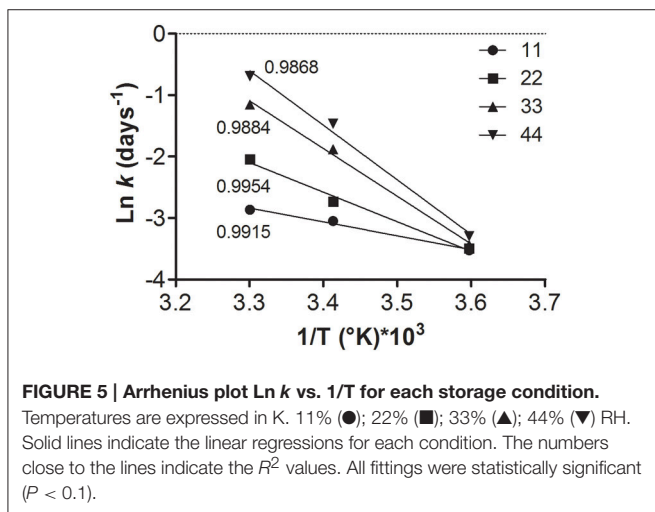 0
-1
-2
-3
-4
Ln k (days⁻¹)
0.9868
0.9884
0.9954
0.9915
11
22
33
44
3.2 3.3 3.4 3.5 3.6 3.7
1/T (°K)*10³
FIGURE 5 | Arrhenius plot Ln k vs. 1/T for each storage condition.
Temperatures are expressed in K. 11% (●); 22% (■); 33% (▲); 44% (▼) RH.
Solid lines indicate the linear regressions for each condition. The numbers
close to the lines indicate the R² values. All fittings were statistically significant
(P < 0.1).